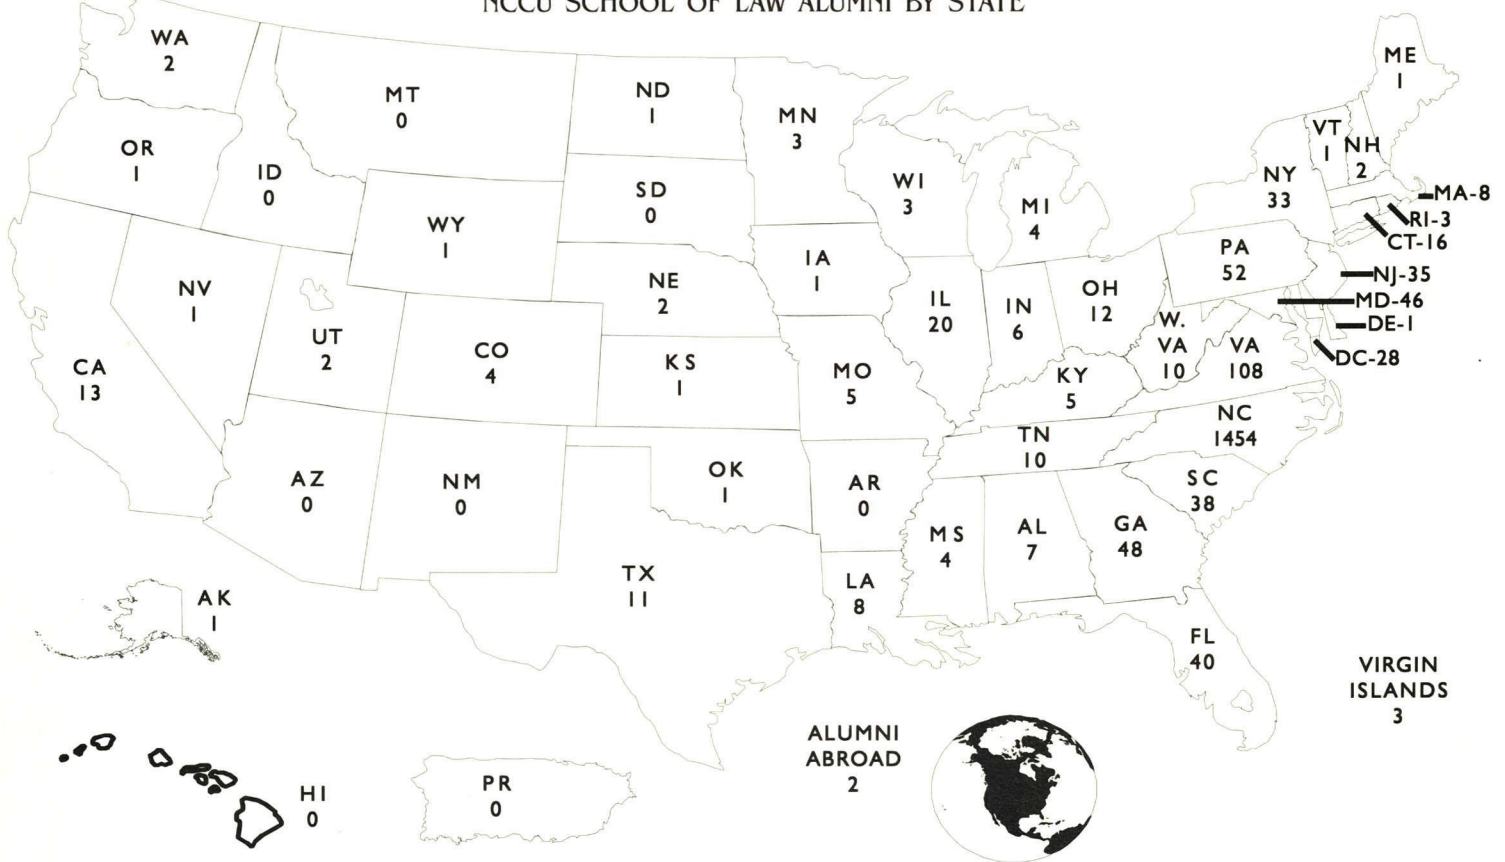 NCCU SCHOOL OF LAW ALUMNI BY STATE
WA
2
MT
0
ND
1
MN
3
ME
1
OR
1
ID
0
VT
1
NH
2
SD
0
WI
3
NY
33
MI
4
MA-8
RI-3
CT-16
WY
1
IA
1
PA
52
NJ-35
NV
1
NE
2
IL
20
IN
6
OH
12
MD-46
DE-1
DC-28
UT
2
CO
4
W.
VA
10
VA
108
CA
13
KS
1
MO
5
KY
5
NC
1454
TN
10
AZ
0
NM
0
OK
1
AR
0
SC
38
MS
4
AL
7
GA
48
TX
11
LA
8
AK
1
FL
40
VIRGIN
ISLANDS
3
ALUMNI
ABROAD
2
HI
0
PR
0